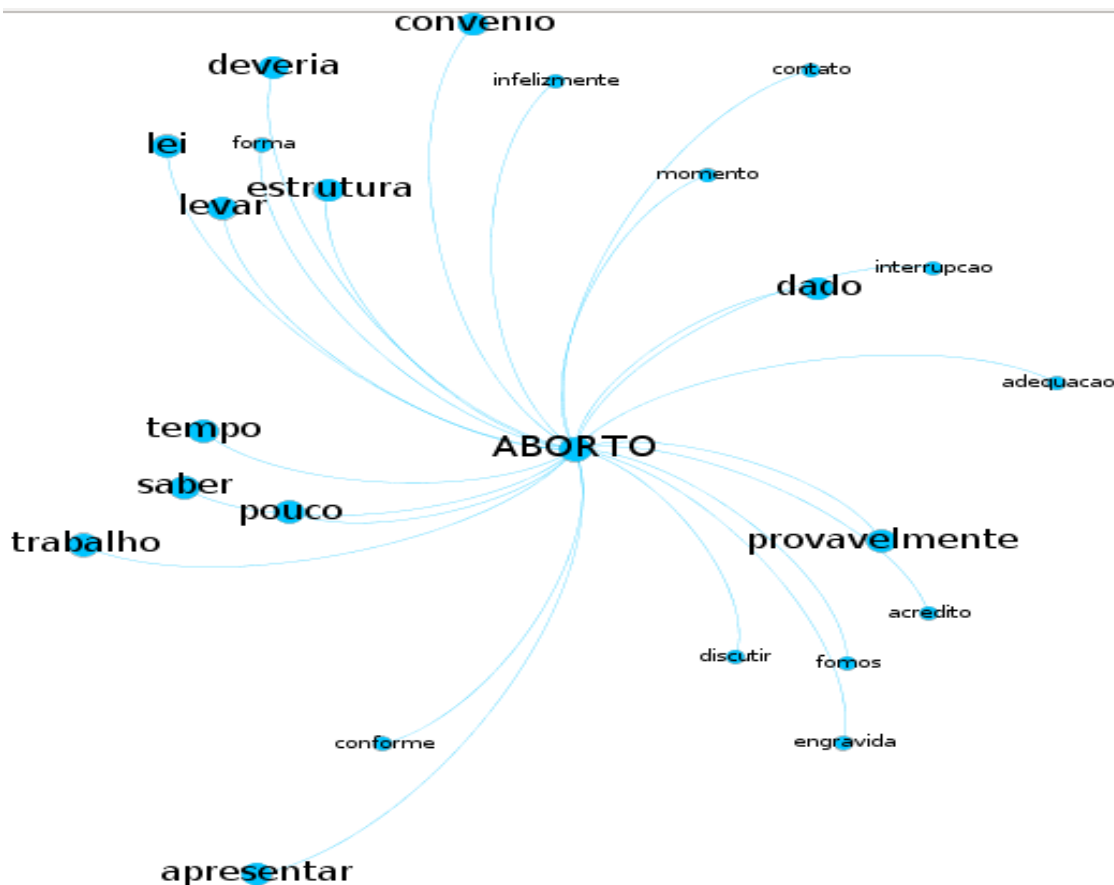 convenio
deveria
infelizmente
contato
lei
forma
estrutura
momento
levar
interrupcao
dado
adequacao
tempo
ABORTO
saber
pouco
trabalho
provavelmente
acredito
discutir
fomos
conforme
engravida
apresentar